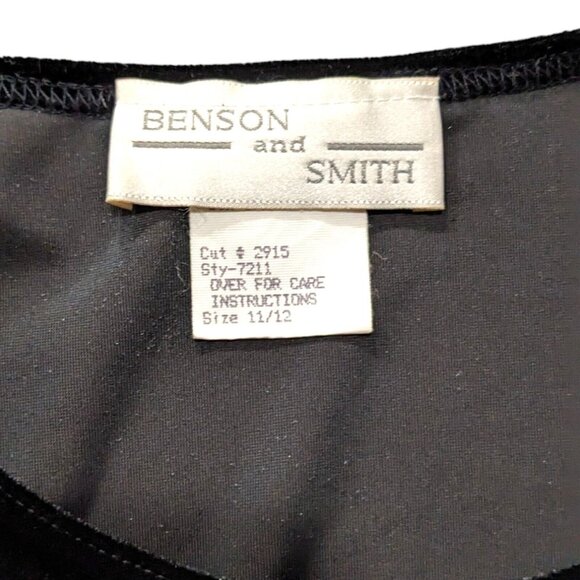 BENSON
and
SMITH
Cut # 2915
Sty-7211
OVER FOR CARE
INSTRUCTIONS
Size 11/12